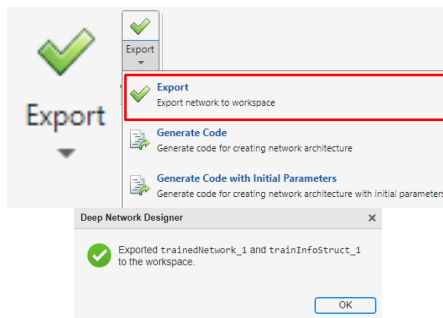 Export
Export
Export
Export network to workspace
Generate Code
Generate code for creating network architecture
Generate Code with Initial Parameters
Generate code for creating network architecture with initial parameters
Deep Network Designer
Exported trainedNetwork_1 and trainInfoStruct_1
to the workspace.
OK